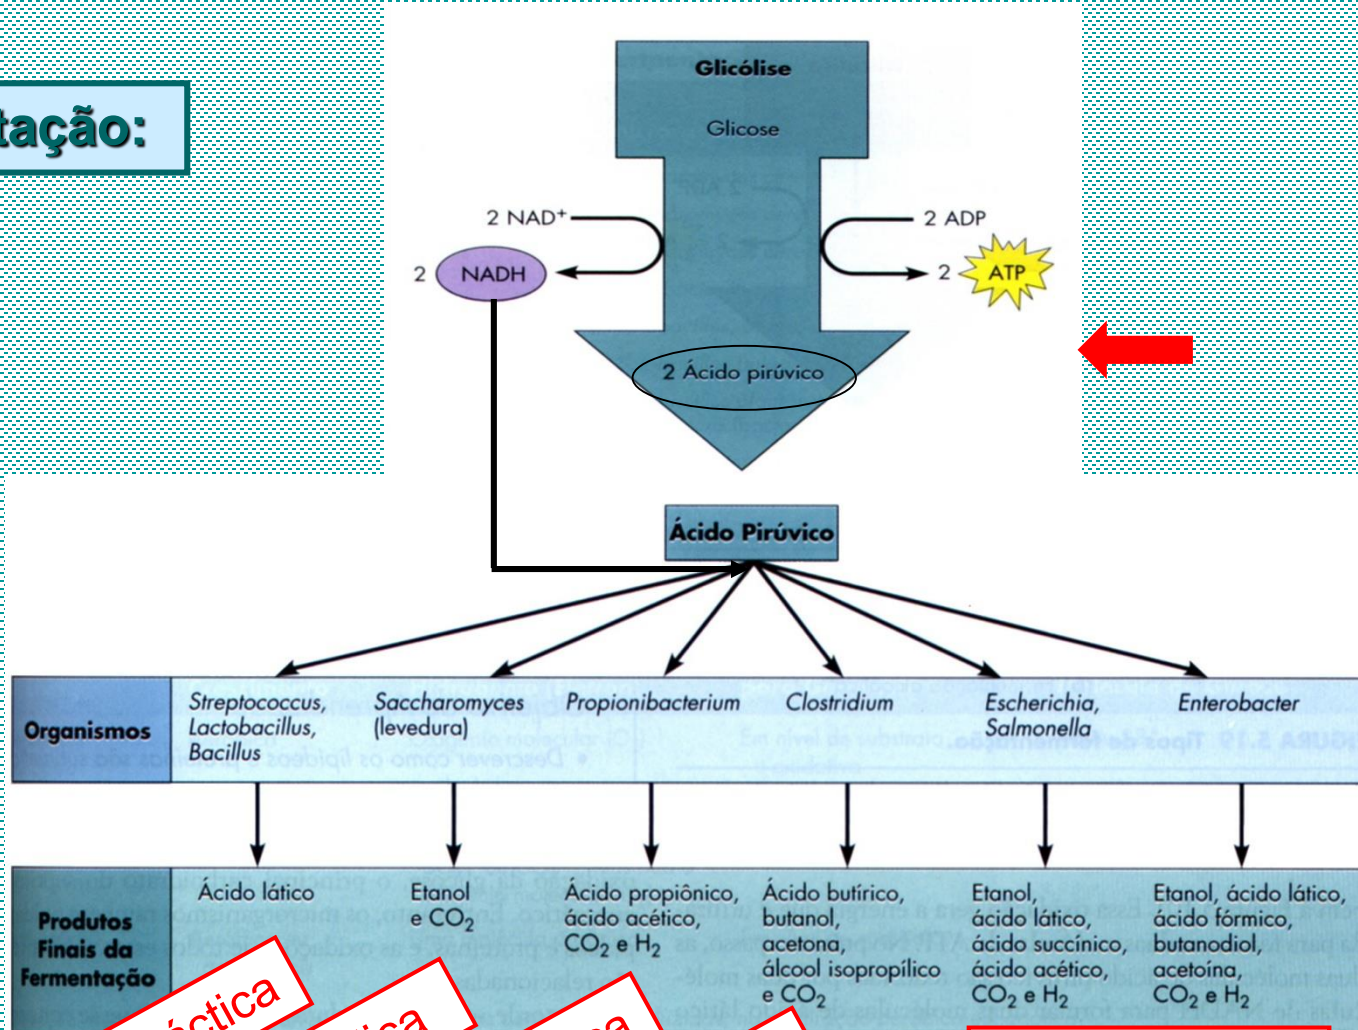 tação:
Glicólise
Glicose
2 NAD⁺
2 ADP
2 NADH
2 ATP
2 Ácido pirúvico
Ácido Pirúvico
Organismos
Streptococcus,
Lactobacillus,
Bacillus
Saccharomyces
(levedura)
Propionibacterium
Clostridium
Escherichia,
Salmonella
Enterobacter
Produtos
Finais da
Fermentação
Ácido lático
Etanol
e CO₂
Ácido propiônico,
ácido acético,
CO₂ e H₂
Ácido butírico,
butanol,
acetona,
álcool isopropílico
e CO₂
Etanol,
ácido lático,
ácido succínico,
ácido acético,
CO₂ e H₂
Etanol, ácido lático,
ácido fórmico,
butanodiol,
acetoína,
CO₂ e H₂
áctica